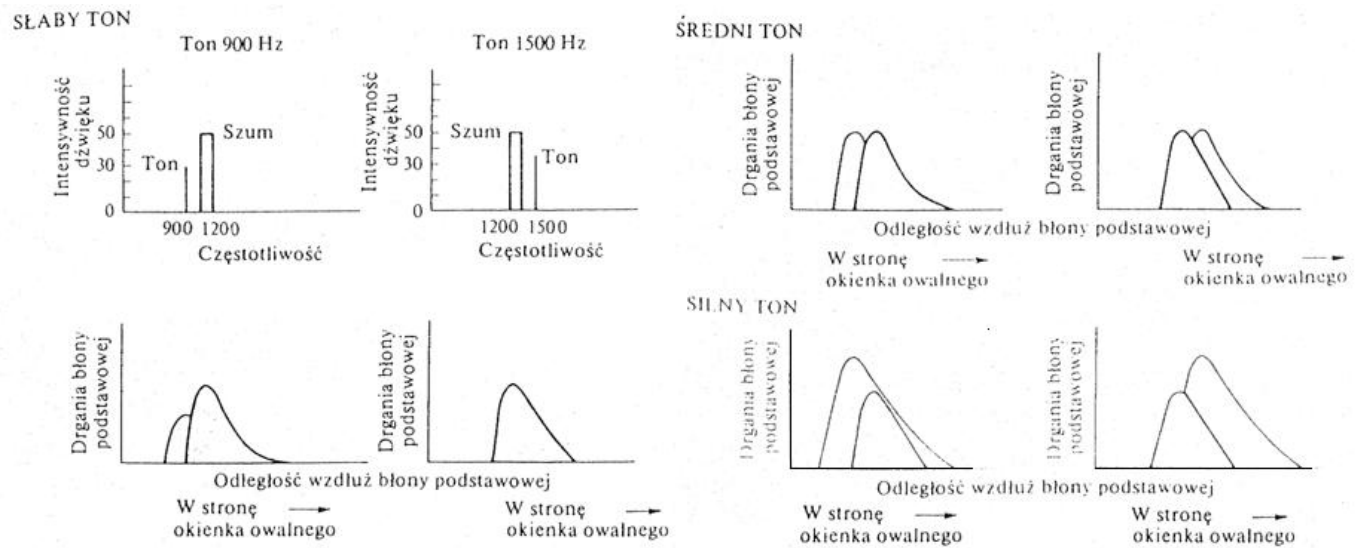 SŁABY TON
Ton 900 Hz
Ton 1500 Hz
Intensywność
dźwięku
50
30
0
Ton
Szum
900 1200
Częstotliwość
Intensywność
dźwięku
50
30
0
Szum
Ton
1200 1500
Częstotliwość
Drgania błony
podstawowej
Drgania błony
podstawowej
Odległość wzdłuż błony podstawowej
W stronę
okienka owalnego
W stronę
okienka owalnego
ŚREDNI TON
Drgania błony
podstawowej
Drgania błony
podstawowej
Odległość wzdłuż błony podstawowej
W stronę
okienka owalnego
W stronę
okienka owalnego
SILNY TON
Drgania błony
podstawowej
Drgania błony
podstawowej
Odległość wzdłuż błony podstawowej
W stronę
okienka owalnego
W stronę
okienka owalnego